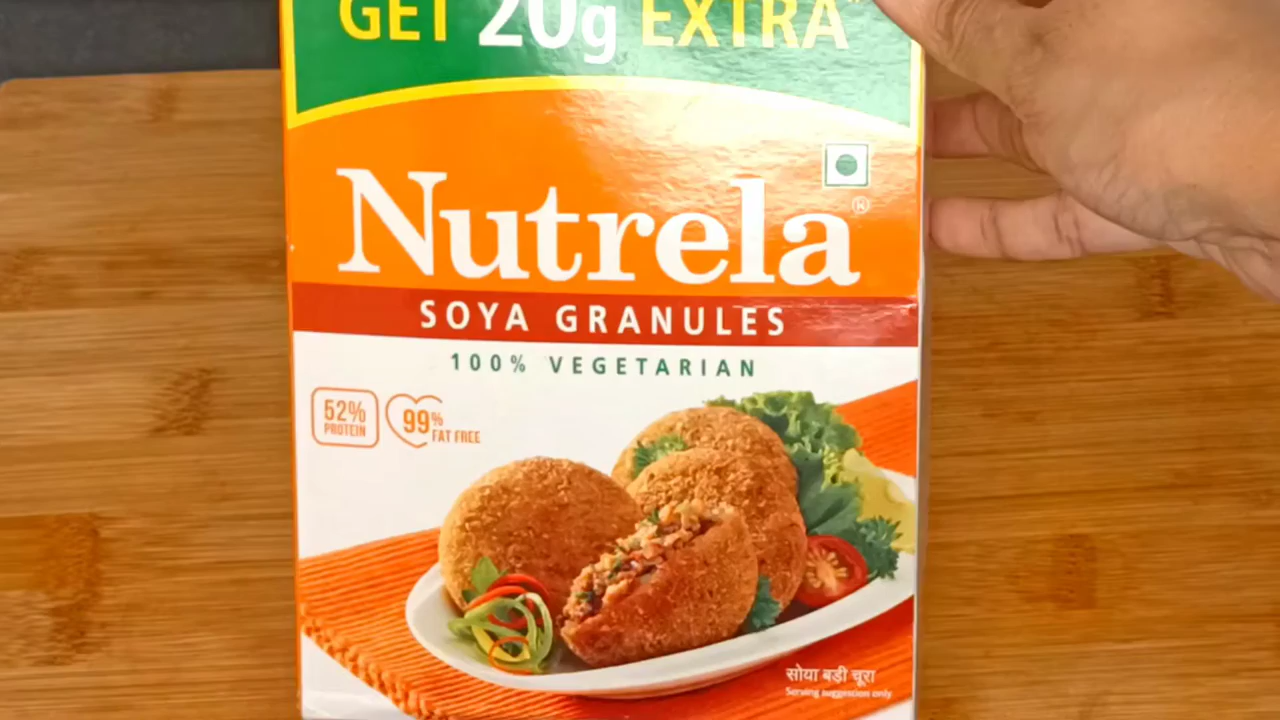 GET 20g EXTRA*
Nutrela®
SOYA GRANULES
100% VEGETARIAN
52%
PROTEIN
99%
FAT FREE
सोया बड़ी चूरा
Serving suggestion only